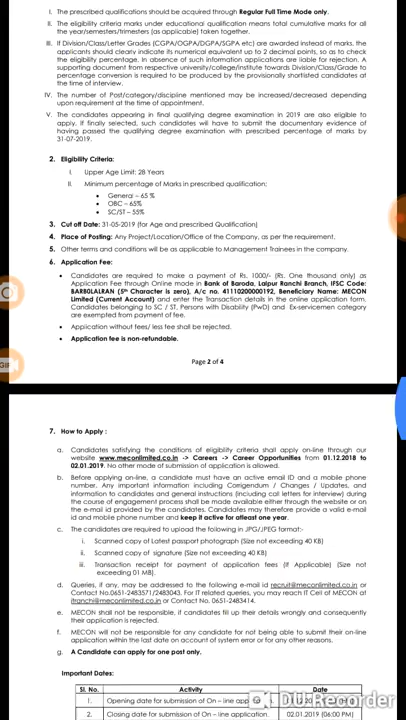 I. The prescribed qualifications should be acquired through Regular Full Time Mode only.
II. The eligibility criteria marks under educational qualification means total cumulative marks for all
the year/semesters/trimesters (as applicable) taken together.
III. If Division/Class/Letter Grades (CGPA/OGPA/DGPA/SGPA etc) are awarded instead of marks, the
applicants should clearly indicate its numerical equivalent up to 2 decimal points, so as to check
the eligibility percentage, in absence of such information applications are liable for rejection. A
supporting document from respective university/college/institute towards Division/Class/Grade to
percentage conversion is required to be produced by the provisionally shortlisted candidates at
the time of interview.
IV. The number of Post/category/discipline mentioned may be increased/decreased depending
upon requirement at the time of appointment.
V. The candidates appearing in final qualifying degree examination in 2019 are also eligible to
apply, if finally selected, such candidates will have to submit the documentary evidence of
having passed the qualifying degree examination with prescribed percentage of marks by
31-07-2019.
2. Eligibility Criteria:
I. Upper Age Limit: 28 Years
II. Minimum percentage of Marks in prescribed qualification:
• General – 65 %
• OBC – 65%
• SC/ST – 55%
3. Cut off Date: 31-05-2019 (for Age and prescribed Qualification)
4. Place of Posting: Any Project/Location/Office of the Company, as per the requirement.
5. Other terms and conditions will be as applicable to Management Trainees in the company.
6. Application Fee:
• Candidates are required to make a payment of Rs. 1000/- (Rs. One thousand only) as
Application Fee through Online made in Bank of Baroda, Lalpur Ranchi Branch, IFSC Code:
BARB0LALRAN (5th Character is zero), A/c no. 41110200000192, Beneficiary Name: MECON
Limited (Current Account) and enter the Transaction details in the online application form.
Candidates belonging to SC / ST, Persons with Disability (PwD) and Ex-servicemen category
are exempted from payment of fee.
• Application without fees/ less fee shall be rejected.
• Application fee is non-refundable.
Page 2 of 4
7. How to Apply :
a. Candidates satisfying the conditions of eligibility criteria shall apply on-line through our
website www.meconlimited.co.in -> Careers -> Career Opportunities from 01.12.2018 to
02.01.2019. No other mode of submission of application is allowed.
b. Before applying on-line, a candidate must have an active email ID and a mobile phone
number. Any important information including Corrigendum / Changes / Updates, and
information to candidates and general instructions (including call letters for interview) during
the course of engagement process shall be made available either through the website or on
the e-mail id provided by the candidates. Candidates may therefore provide a valid e-mail
id and mobile phone number and keep it active for atleast one year.
c. The candidates are required to upload the following in JPG/JPEG format:-
i. Scanned copy of Latest passport photograph (Size not exceeding 40 KB)
ii. Scanned copy of signature (Size not exceeding 40 KB)
iii. Transaction receipt for payment of application fees (If Applicable) (Size not
exceeding 01 MB).
d. Queries, if any, may be addressed to the following e-mail id recruit@meconlimited.co.in or
Contact No.0651-2483571/2483043. For IT related queries, you may reach IT Cell of MECON at
itranchi@meconlimited.co.in or Contact No. 0651-2483414.
e. MECON shall not be responsible, if candidates fill up their details wrongly and consequently
their application is rejected.
f. MECON will not be responsible for any candidate for not being able to submit their on-line
application within the last date on account of system error or for any other reasons.
g. A Candidate can apply for one post only.
Important Dates:
Sl. No. Activity Date
1. Opening date for submission of On – line
2. Closing date for submission of On – line application. 02.01.2019 (06:00 PM)
DU Recorder
GIF